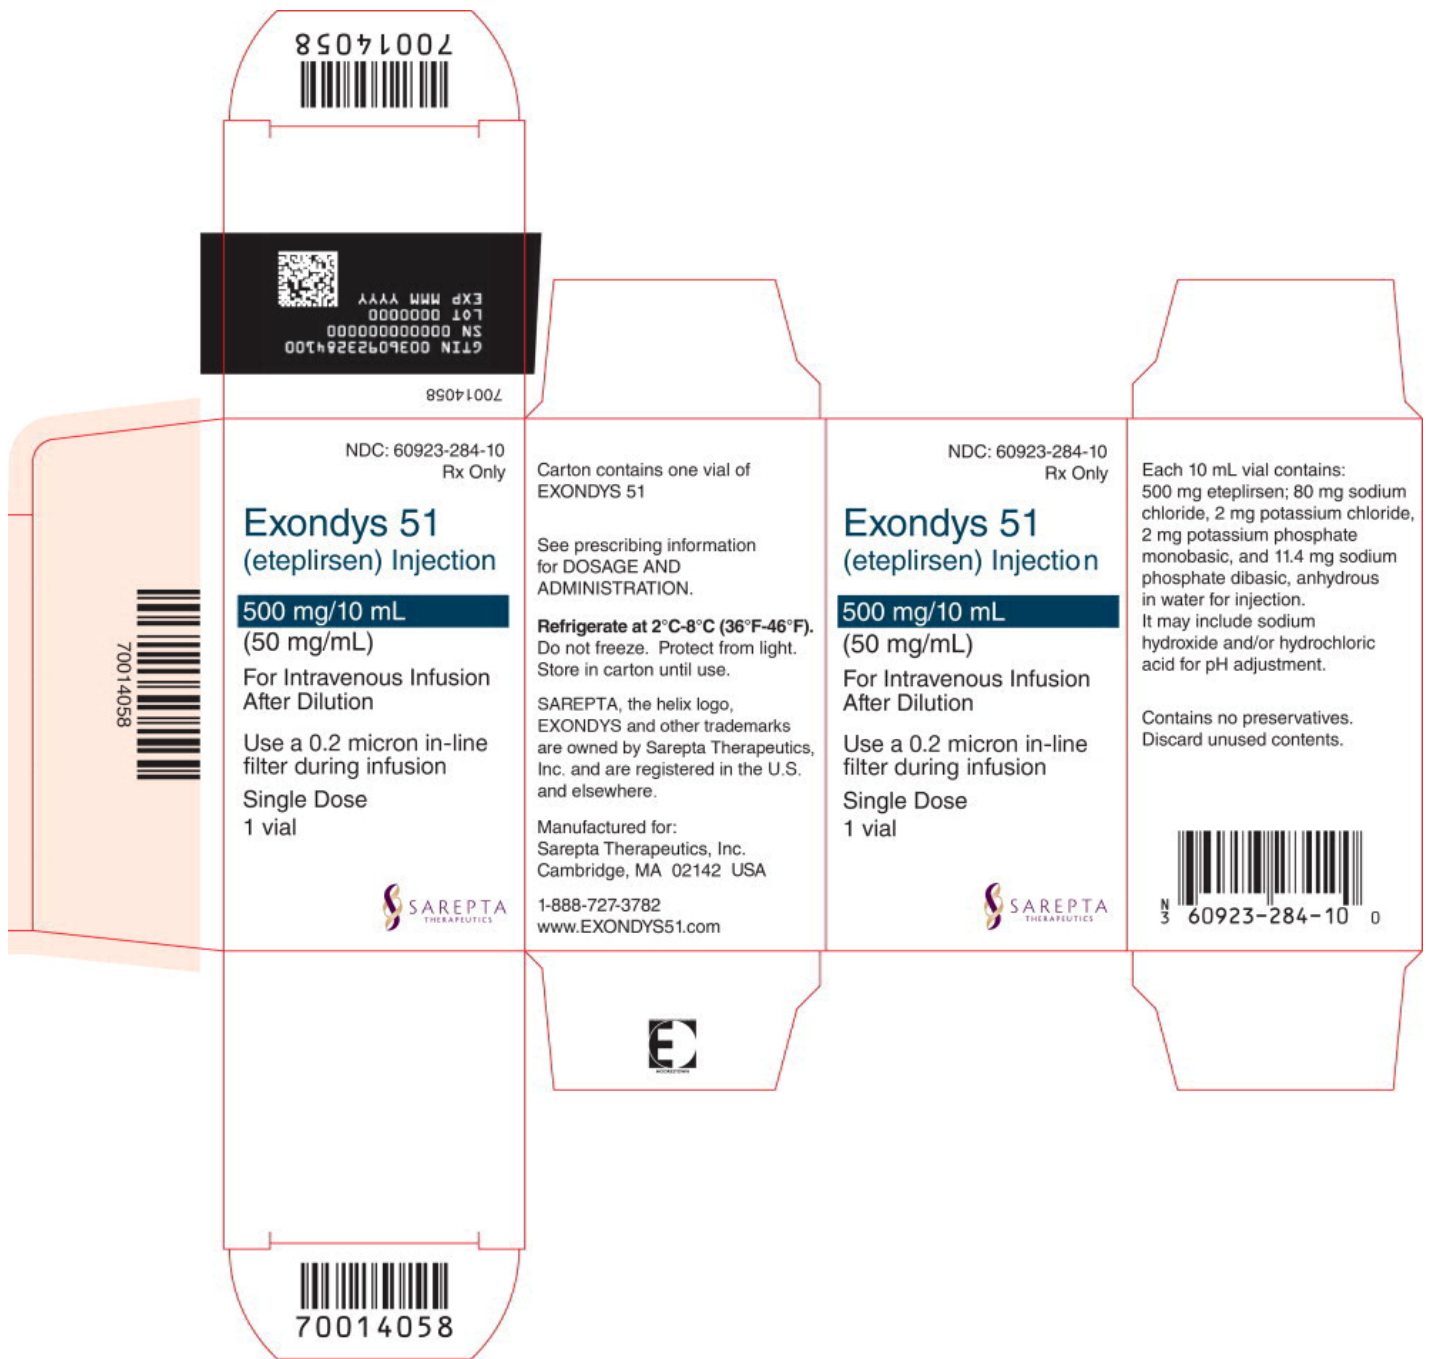 70014058
EXP MMM YYYY
LOT 0000000
SN 000000000000
GTIN 00360923284100
70014058
70014058
NDC: 60923-284-10
Rx Only
Exondys 51
(eteplirsen) Injection
500 mg/10 mL
(50 mg/mL)
For Intravenous Infusion
After Dilution
Use a 0.2 micron in-line
filter during infusion
Single Dose
1 vial
SAREPTA
THERAPEUTICS
Carton contains one vial of
EXONDYS 51
See prescribing information
for DOSAGE AND
ADMINISTRATION.
Refrigerate at 2°C-8°C (36°F-46°F).
Do not freeze. Protect from light.
Store in carton until use.
SAREPTA, the helix logo,
EXONDYS and other trademarks
are owned by Sarepta Therapeutics,
Inc. and are registered in the U.S.
and elsewhere.
Manufactured for:
Sarepta Therapeutics, Inc.
Cambridge, MA 02142 USA
1-888-727-3782
www.EXONDYS51.com
E
MOORESTOWN
NDC: 60923-284-10
Rx Only
Exondys 51
(eteplirsen) Injection
500 mg/10 mL
(50 mg/mL)
For Intravenous Infusion
After Dilution
Use a 0.2 micron in-line
filter during infusion
Single Dose
1 vial
SAREPTA
THERAPEUTICS
Each 10 mL vial contains:
500 mg eteplirsen; 80 mg sodium
chloride, 2 mg potassium chloride,
2 mg potassium phosphate
monobasic, and 11.4 mg sodium
phosphate dibasic, anhydrous
in water for injection.
It may include sodium
hydroxide and/or hydrochloric
acid for pH adjustment.
Contains no preservatives.
Discard unused contents.
N
3 60923-284-10 0
70014058